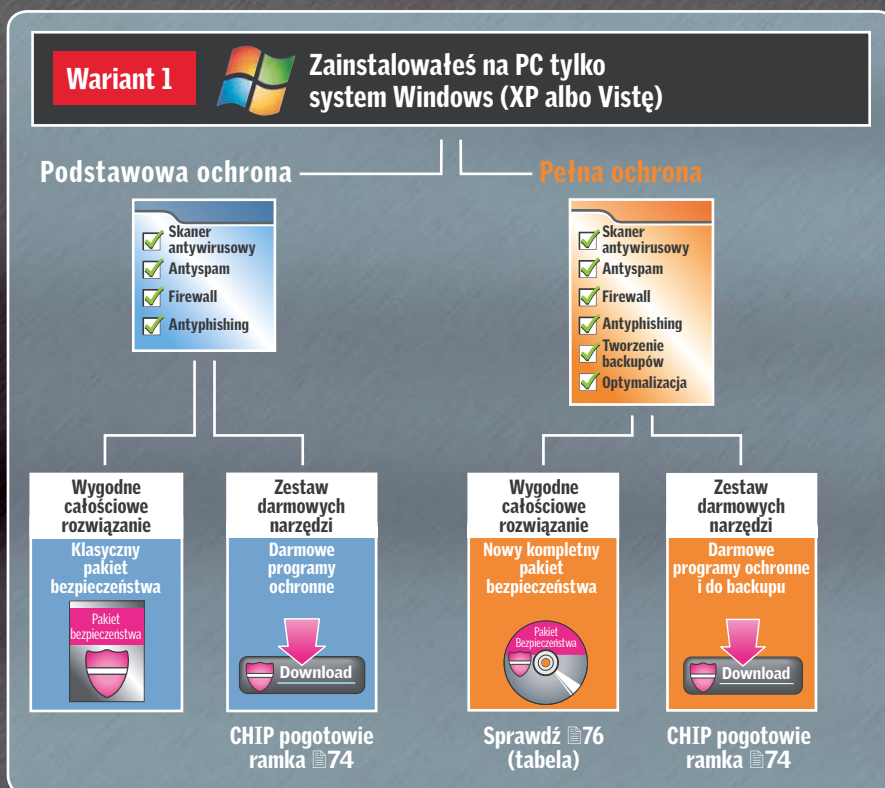 Wariant 1
Zainstalowałeś na PC tylko
system Windows (XP albo Vistę)
Podstawowa ochrona
Pełna ochrona
Skaner
antywirusowy
Antyspam
Firewall
Antyphishing
Skaner
antywirusowy
Antyspam
Firewall
Antyphishing
Tworzenie
backupów
Optymalizacja
Wygodne
całościowe
rozwiązanie
Klasyczny
pakiet
bezpieczeństwa
Pakiet
bezpieczeństwa
Zestaw
darmowych
narzędzi
Darmowe
programy
ochronne
Download
CHIP pogotowie
ramka 74
Wygodne
całościowe
rozwiązanie
Nowy kompletny
pakiet
bezpieczeństwa
Pakiet
Bezpieczeństwa
Sprawdź 76
(tabela)
Zestaw
darmowych
narzędzi
Darmowe
programy ochronne
i do backupu
Download
CHIP pogotowie
ramka 74